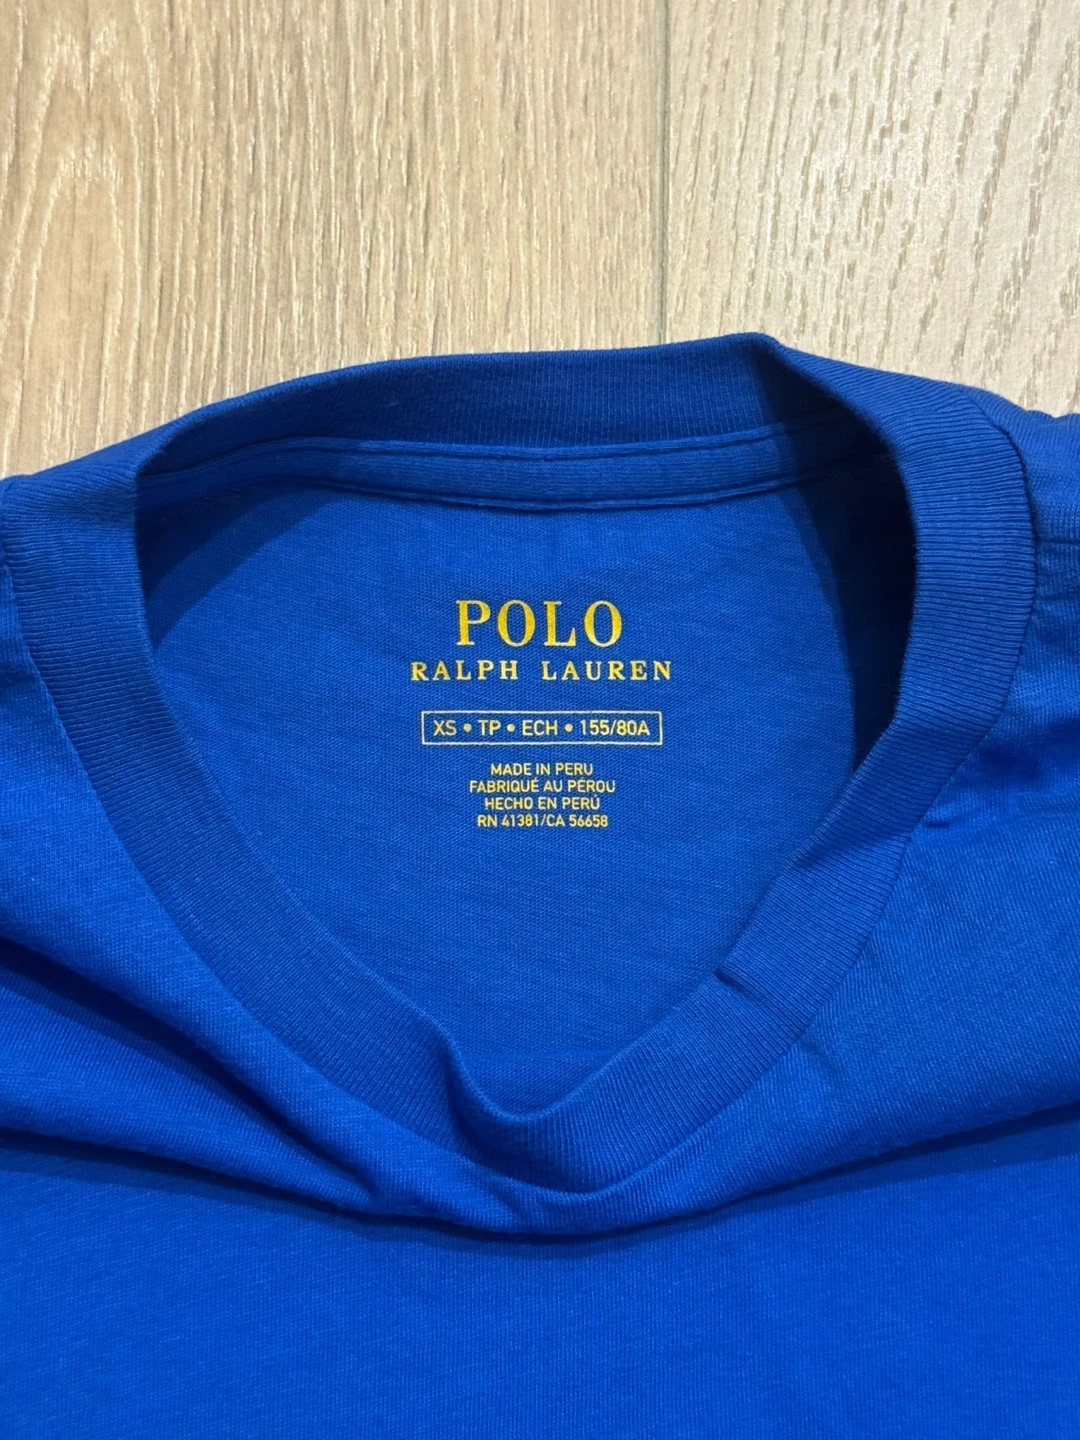 POLO
RALPH LAUREN
XS • TP • ECH • 155/80A
MADE IN PERU
FABRIQUÉ AU PÉROU
HECHO EN PERÚ
RN 41381/CA 56658